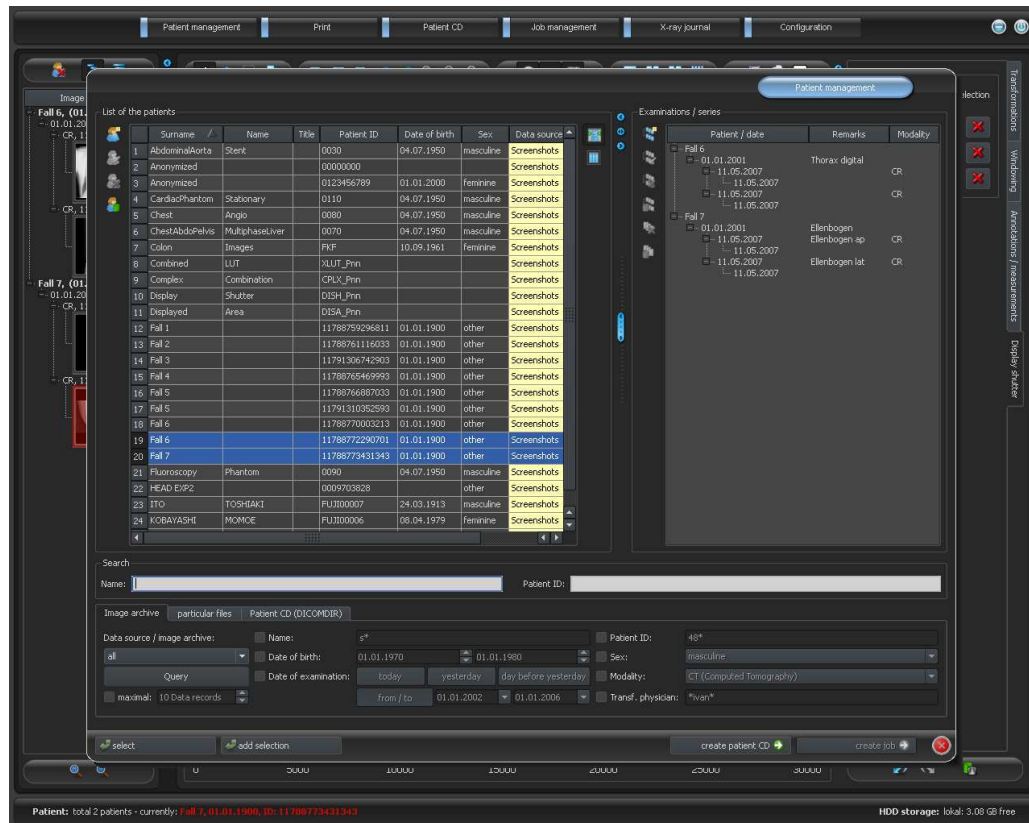 Patient management Print Patient CD Job management X-ray journal Configuration
Patient management
Image
election
Fall 6, (01.
01.01.20
CR, 1
CR, 1
Fall 7, (01.
01.01.20
CR, 1
CR, 1
List of the patients
Surname Name Title Patient ID Date of birth Sex Data source
1 AbdominalAorta Stent 0030 04.07.1950 masculine Screenshots
2 Anonymized 00000000 Screenshots
3 Anonymized 0123456789 01.01.2000 feminine Screenshots
4 CardiacPhantom Stationary 0110 04.07.1950 masculine Screenshots
5 Chest Angio 0080 04.07.1950 masculine Screenshots
6 ChestAbdoPelvis MultiphaseLiver 0070 04.07.1950 masculine Screenshots
7 Colon Images FKF 10.09.1961 feminine Screenshots
8 Combined LUT XLUT_Pnn Screenshots
9 Complex Combination CPLX_Pnn Screenshots
10 Display Shutter DISH_Pnn Screenshots
11 Displayed Area DISA_Pnn Screenshots
12 Fall 1 11788759296811 01.01.1900 other Screenshots
13 Fall 2 11788761116033 01.01.1900 other Screenshots
14 Fall 3 11791306742903 01.01.1900 other Screenshots
15 Fall 4 11788765469993 01.01.1900 other Screenshots
16 Fall 5 11788766887033 01.01.1900 other Screenshots
17 Fall 5 11791310352593 01.01.1900 other Screenshots
18 Fall 6 11788770003213 01.01.1900 other Screenshots
19 Fall 6 11788772290701 01.01.1900 other Screenshots
20 Fall 7 11788773431343 01.01.1900 other Screenshots
21 Fluoroscopy Phantom 0090 04.07.1950 masculine Screenshots
22 HEAD EXP2 0009703828 other Screenshots
23 ITO TOSHIAKI FUJI00007 24.03.1913 masculine Screenshots
24 KOBAYASHI MOMOE FUJI00006 08.04.1979 feminine Screenshots
Examinations / series
Patient / date Remarks Modality
Fall 6
01.01.2001 Thorax digital
11.05.2007 CR
11.05.2007
11.05.2007 CR
11.05.2007
Fall 7
01.01.2001 Ellenbogen
11.05.2007 Ellenbogen ap CR
11.05.2007
11.05.2007 Ellenbogen lat CR
11.05.2007
Transformations
Windowing
Annotations / measurements
Display shutter
Search
Name: Patient ID:
Image archive particular files Patient CD (DICOMDIR)
Data source / image archive: Name: s* Patient ID: 48*
all Date of birth: 01.01.1970 01.01.1980 Sex: masculine
Query Date of examination: today yesterday day before yesterday Modality: CT (Computed Tomography)
maximal: 10 Data records from / to 01.01.2002 01.01.2006 Transf. physician: *ivan*
select add selection create patient CD create job
0 5000 10000 15000 20000 25000 30000
Patient: total 2 patients - currently: Fall 7, 01.01.1900, ID: 11788773431343 HDD storage: lokal: 3.08 GB free